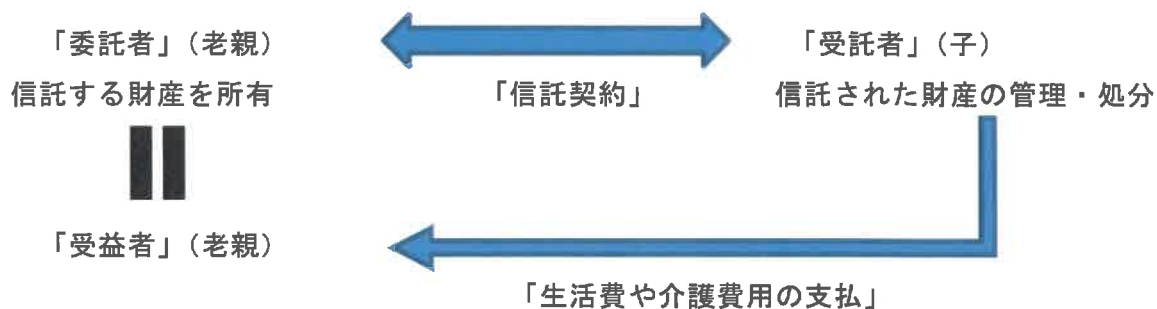 「委託者」(老親)
「受託者」(子)
信託する財産を所有
「信託契約」
信託された財産の管理・処分
「受益者」(老親)
「生活費や介護費用の支払」